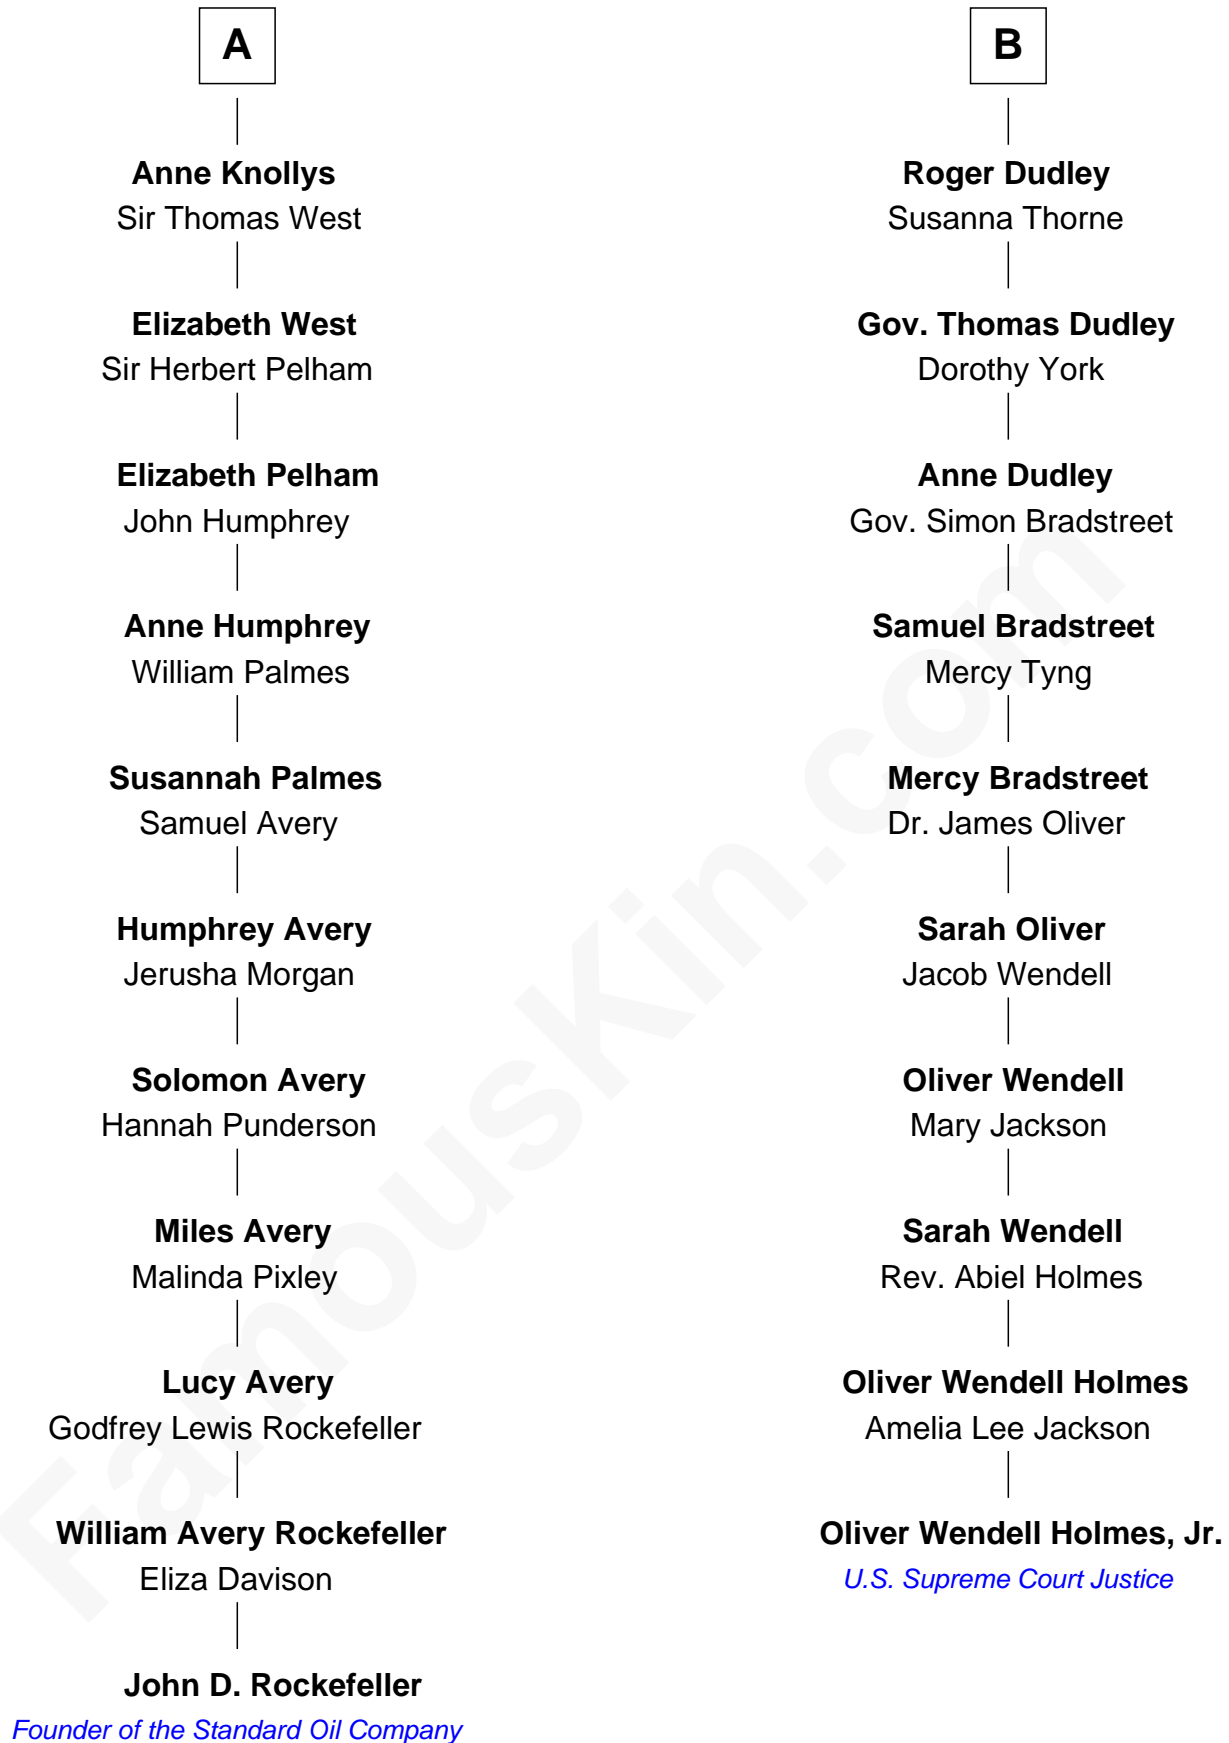 A
Anne Knollys
Sir Thomas West
Elizabeth West
Sir Herbert Pelham
Elizabeth Pelham
John Humphrey
Anne Humphrey
William Palmes
Susannah Palmes
Samuel Avery
Humphrey Avery
Jerusha Morgan
Solomon Avery
Hannah Punderson
Miles Avery
Malinda Pixley
Lucy Avery
Godfrey Lewis Rockefeller
William Avery Rockefeller
Eliza Davison
John D. Rockefeller
Founder of the Standard Oil Company
B
Roger Dudley
Susanna Thorne
Gov. Thomas Dudley
Dorothy York
Anne Dudley
Gov. Simon Bradstreet
Samuel Bradstreet
Mercy Tyng
Mercy Bradstreet
Dr. James Oliver
Sarah Oliver
Jacob Wendell
Oliver Wendell
Mary Jackson
Sarah Wendell
Rev. Abiel Holmes
Oliver Wendell Holmes
Amelia Lee Jackson
Oliver Wendell Holmes, Jr.
U.S. Supreme Court Justice
FamousKin.com